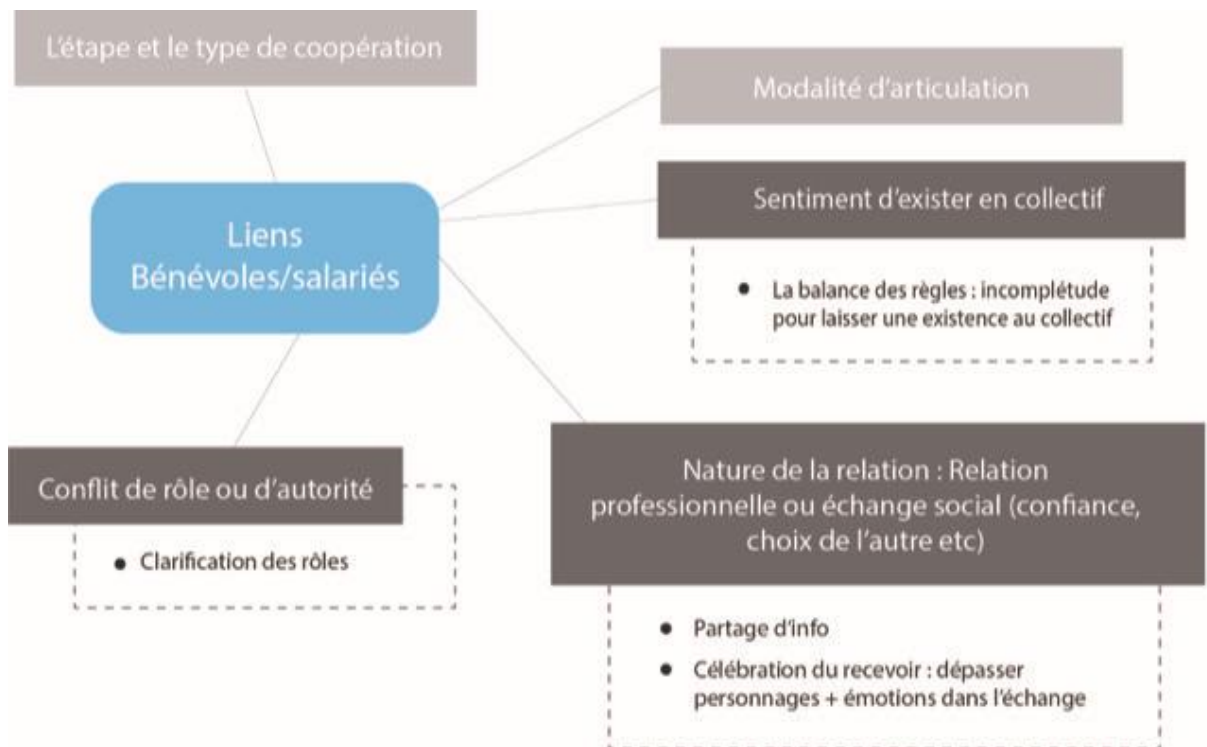 L'étape et le type de coopération
Modalité d'articulation
Sentiment d'exister en collectif
Liens
Bénévoles/salariés
● La balance des règles : incomplétude
pour laisser une existence au collectif
Conflit de rôle ou d'autorité
● Clarification des rôles
Nature de la relation : Relation
professionnelle ou échange social (confiance,
choix de l'autre etc)
● Partage d'info
● Célébration du recevoir : dépasser
personnages + émotions dans l'échange